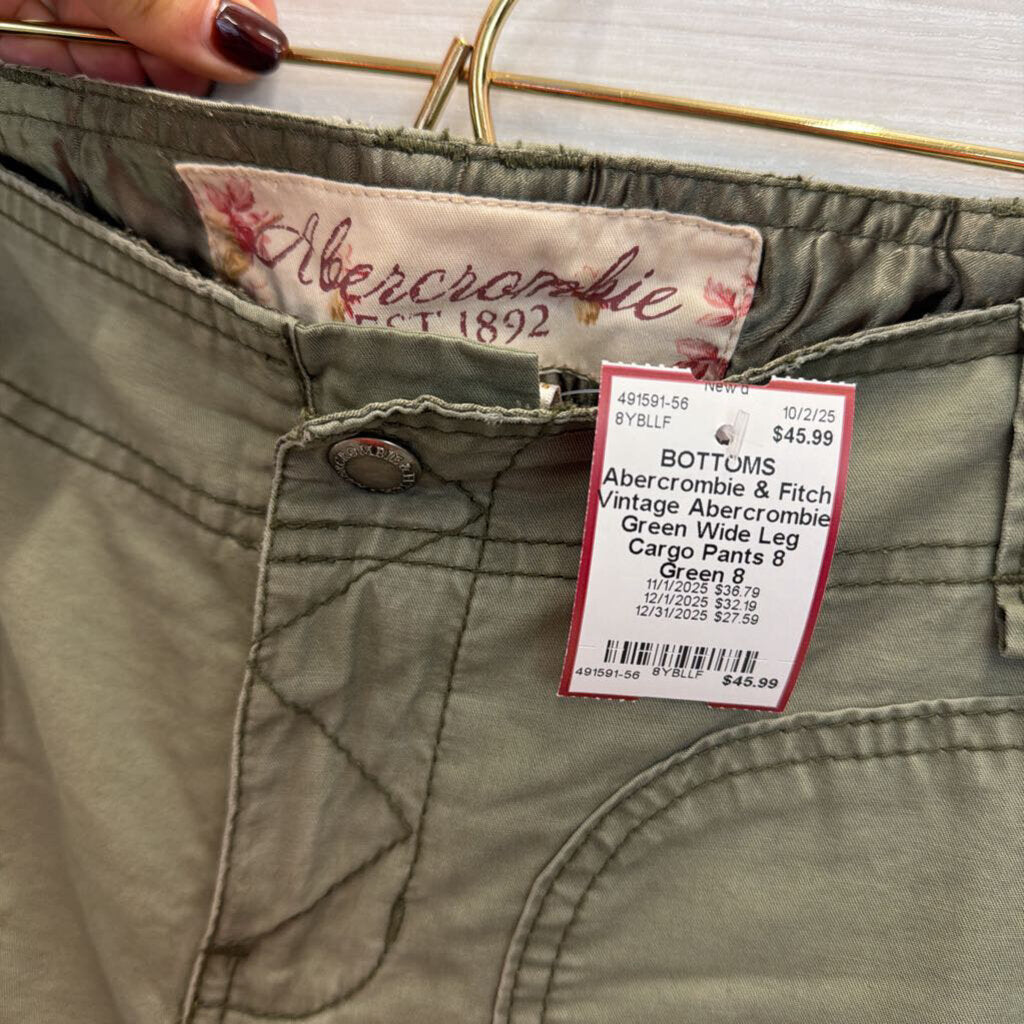 Abercrombie
EST 1892
491591-56
8YBLLF
10/2/25
$45.99
BOTTOMS
Abercrombie & Fitch
Vintage Abercrombie
Green Wide Leg
Cargo Pants 8
Green 8
11/1/2025 $36.79
12/1/2025 $32.19
12/31/2025 $27.59
491591-56 8YBLLF $45.99